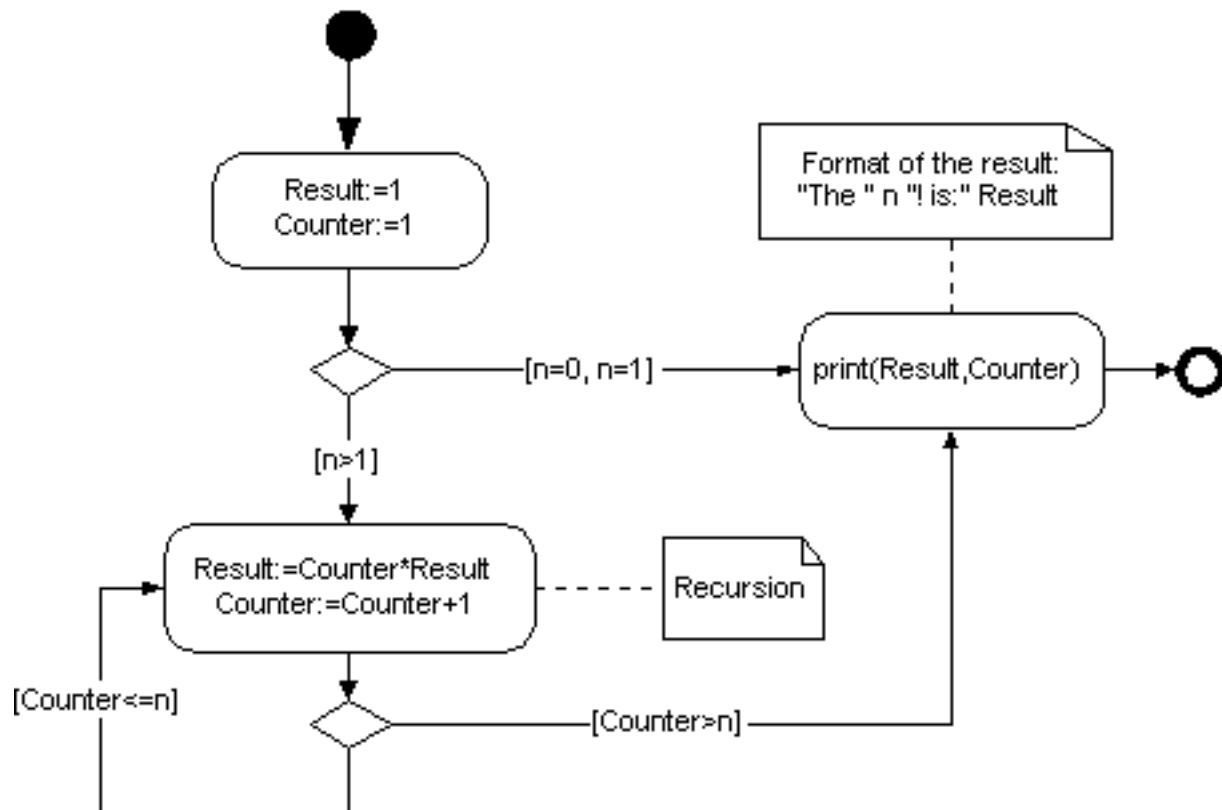 Result:=1
Counter:=1
Format of the result:
"The " n "! is:" Result
[n=0, n=1]
print(Result,Counter)
[n>1]
Result:=Counter*Result
Counter:=Counter+1
Recursion
[Counter<=n]
[Counter>n]